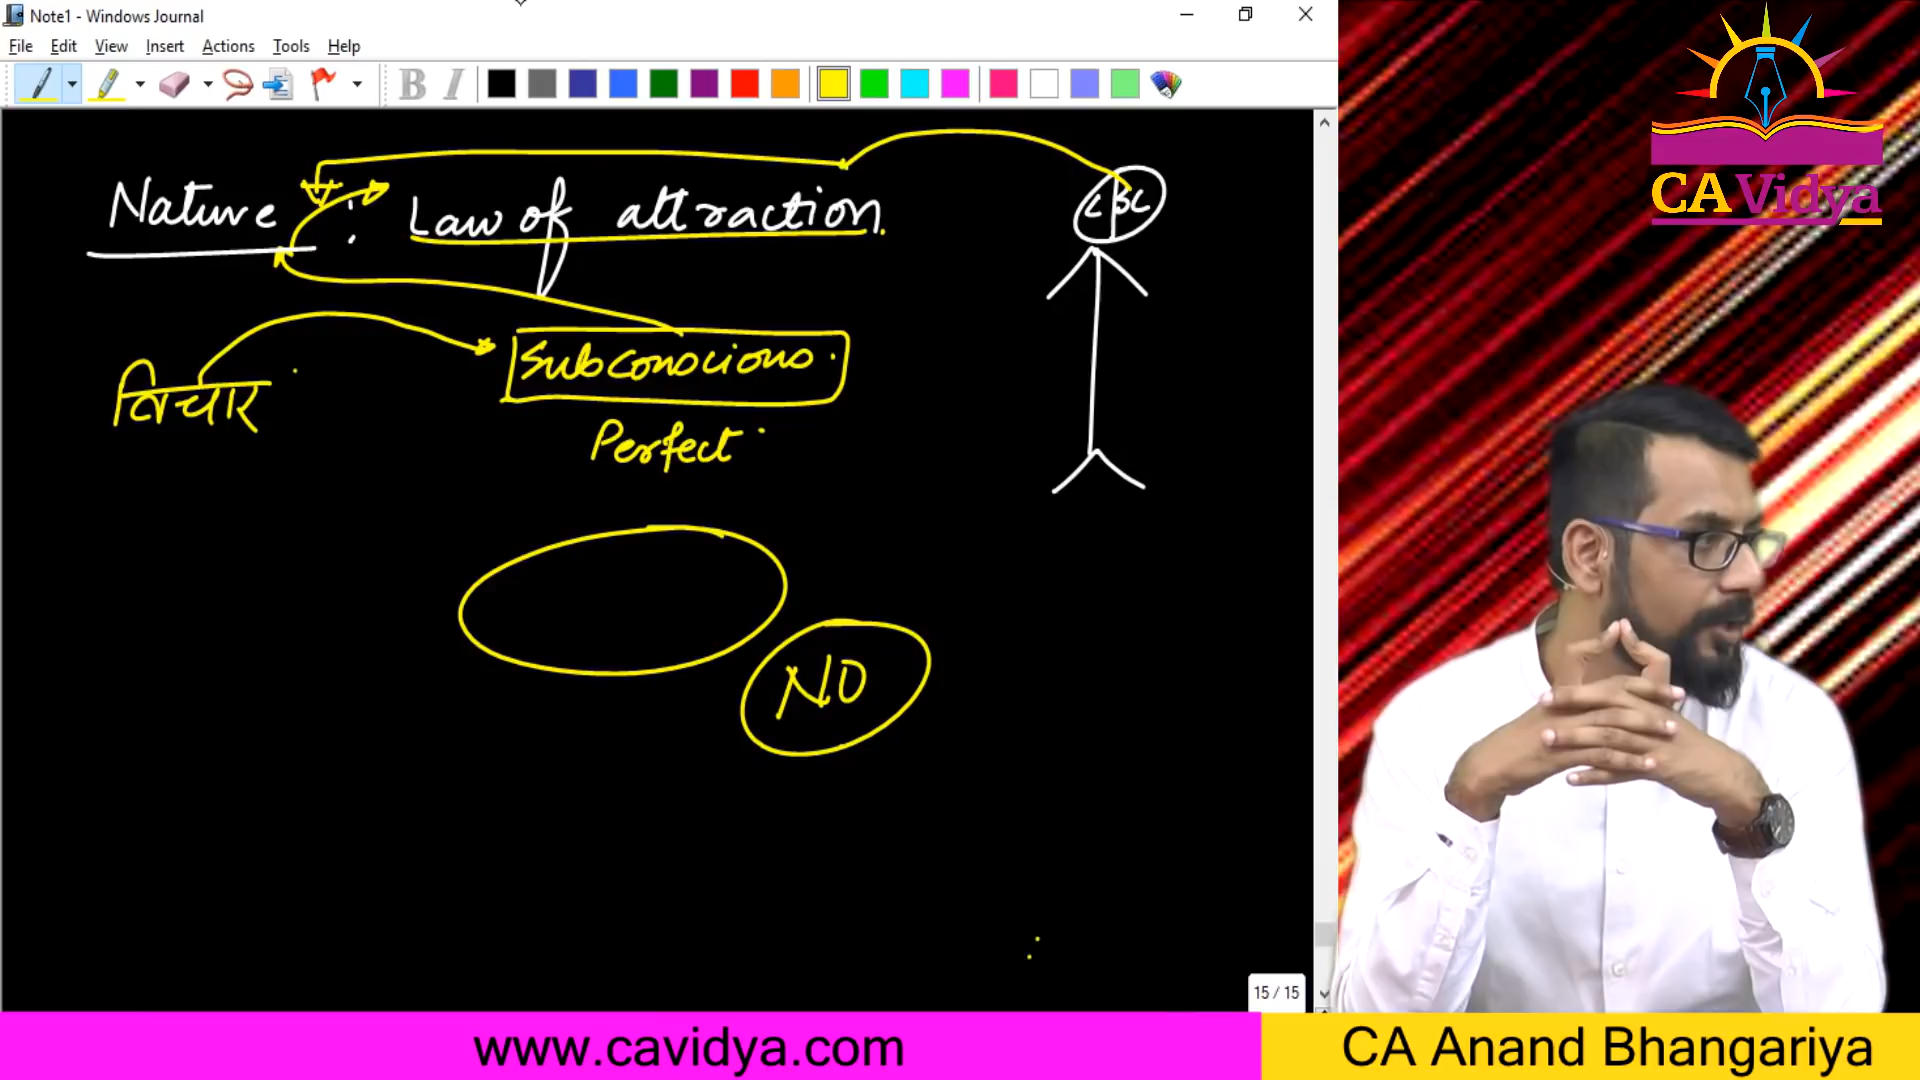 Note1 - Windows Journal
File Edit View Insert Actions Tools Help
B I
Nature : Law of attraction
C SC
विचार
Subconscious
Perfect
NO
15 / 15
CA Vidya
www.cavidya.com
CA Anand Bhangariya